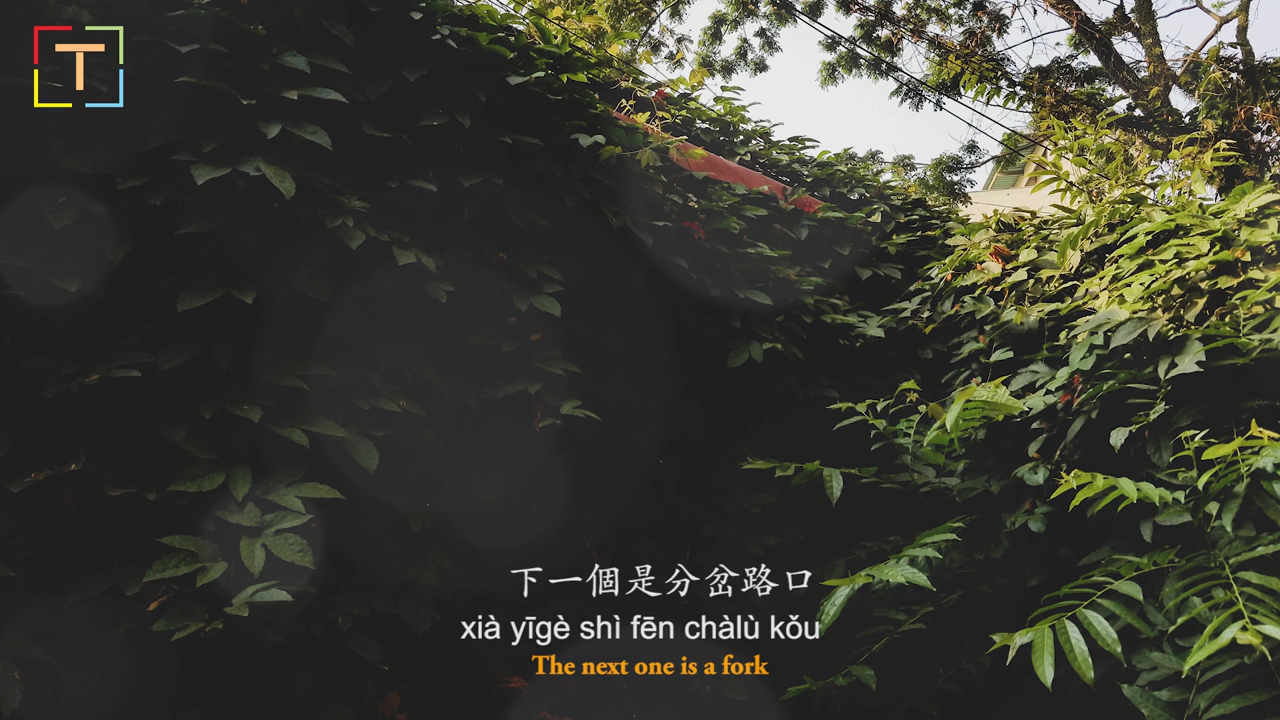 T
下一個是分岔路口
xià yīgè shì fēn chàlù kǒu
The next one is a fork